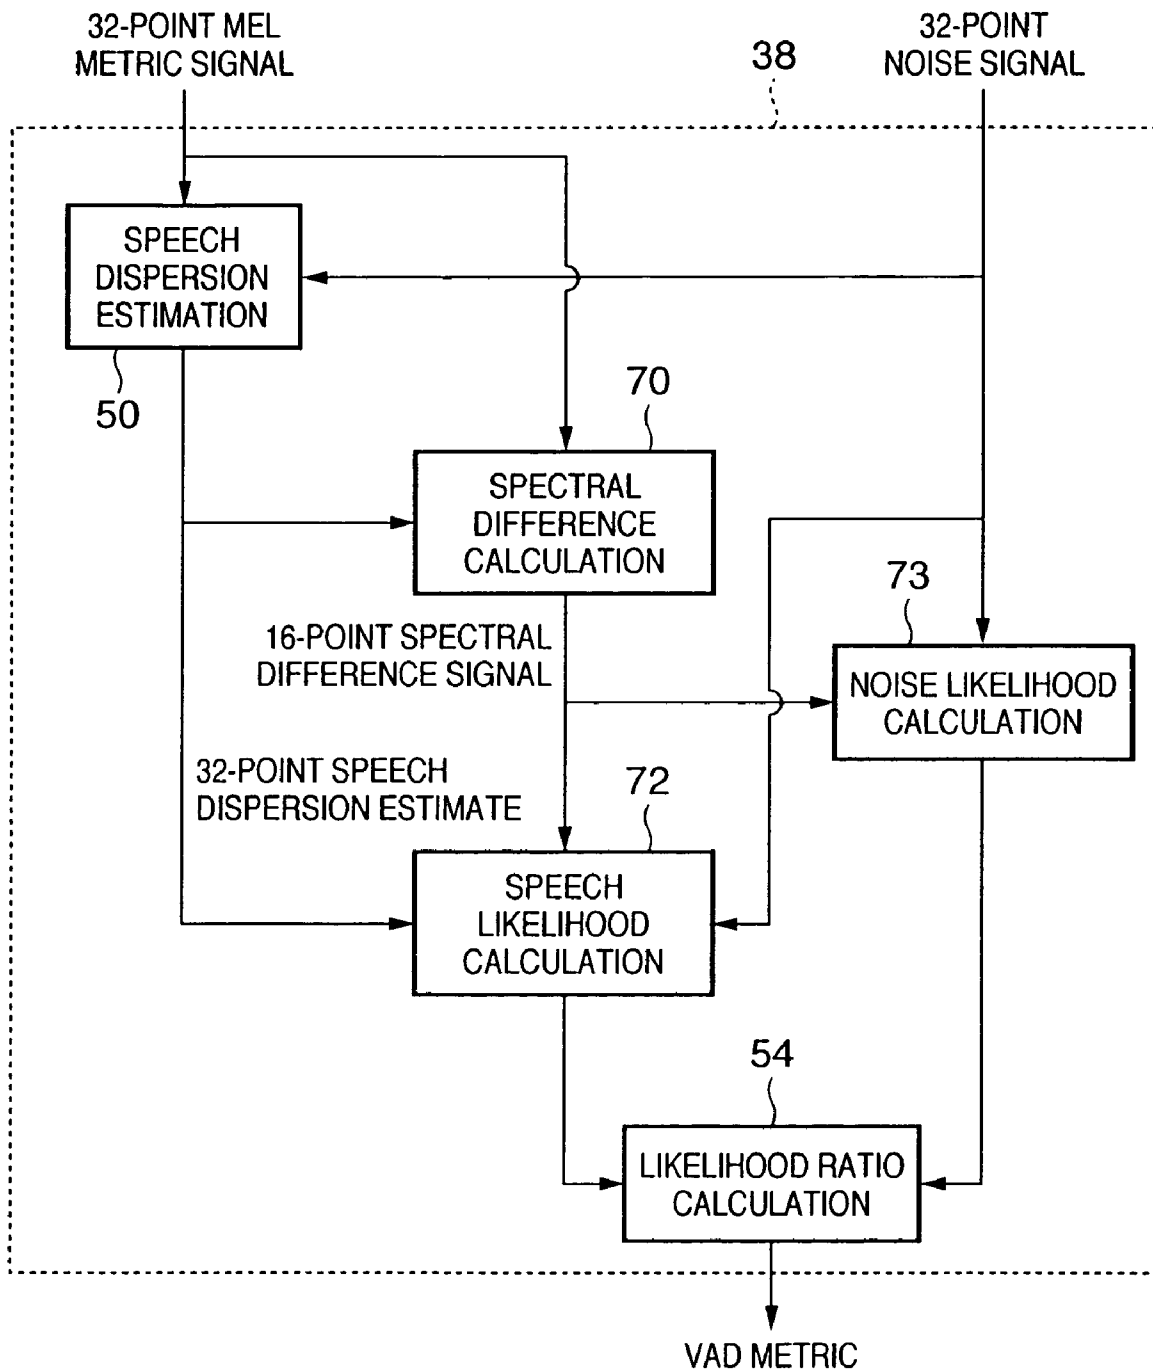 32-POINT MEL
METRIC SIGNAL
32-POINT
NOISE SIGNAL
38
SPEECH
DISPERSION
ESTIMATION
50
70
SPECTRAL
DIFFERENCE
CALCULATION
73
16-POINT SPECTRAL
DIFFERENCE SIGNAL
NOISE LIKELIHOOD
CALCULATION
32-POINT SPEECH
DISPERSION ESTIMATE
72
SPEECH
LIKELIHOOD
CALCULATION
54
LIKELIHOOD RATIO
CALCULATION
VAD METRIC